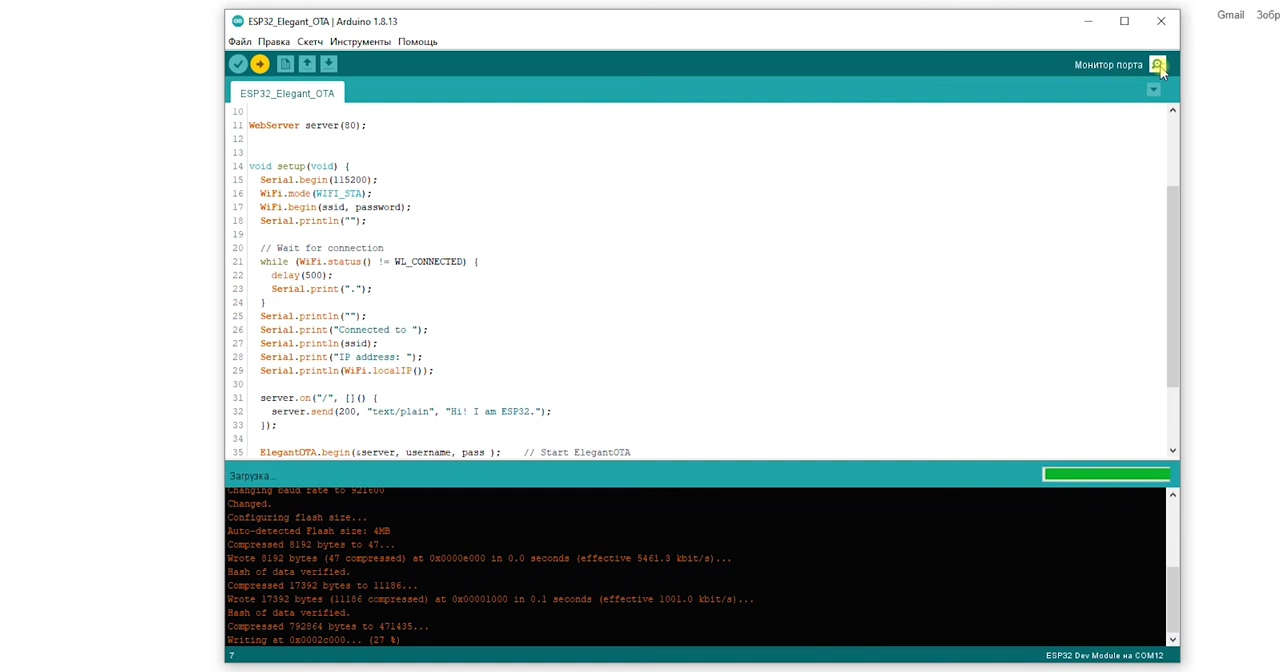 ESP32_Elegant_OTA | Arduino 1.8.13
Gmail
Файл Правка Скетч Инструменты Помощь
Монитор порта
ESP32_Elegant_OTA
10
11 WebServer server(80);
12
13
14 void setup(void) {
15 Serial.begin(115200);
16 WiFi.mode(WIFI_STA);
17 WiFi.begin(ssid, password);
18 Serial.println("");
19
20 // Wait for connection
21 while (WiFi.status() != WL_CONNECTED) {
22 delay(500);
23 Serial.print(".");
24 }
25 Serial.println("");
26 Serial.print("Connected to ");
27 Serial.println(ssid);
28 Serial.print("IP address: ");
29 Serial.println(WiFi.localIP());
30
31 server.on("/", []() {
32 server.send(200, "text/plain", "Hi! I am ESP32.");
33 });
34
35 ElegantOTA.begin(&server, username, pass ); // Start ElegantOTA
Загрузка...
Changing baud rate to 921600
Changed.
Configuring flash size...
Auto-detected Flash size: 4MB
Compressed 8192 bytes to 47...
Wrote 8192 bytes (47 compressed) at 0x0000e000 in 0.0 seconds (effective 5461.3 kbit/s)...
Hash of data verified.
Compressed 17392 bytes to 11186...
Wrote 17392 bytes (11186 compressed) at 0x00001000 in 0.1 seconds (effective 1001.0 kbit/s)...
Hash of data verified.
Compressed 792864 bytes to 471435...
Writing at 0x0002c000... (27 %)
7
ESP32 Dev Module на COM12